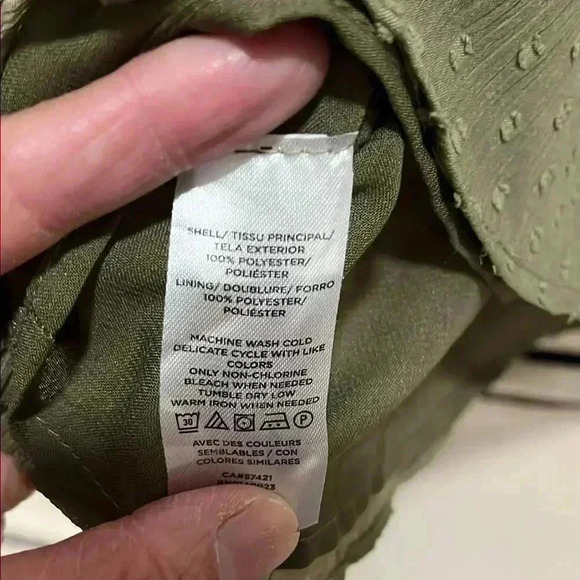 SHELL/ TISSU PRINCIPAL/
TELA EXTERIOR
100% POLYESTER/
POLIÉSTER
LINING/ DOUBLURE/ FORRO
100% POLYESTER/
POLIÉSTER
MACHINE WASH COLD
DELICATE CYCLE WITH LIKE
COLORS
ONLY NON-CHLORINE
BLEACH WHEN NEEDED
TUMBLE DRY LOW
WARM IRON WHEN NEEDED
30 P
AVEC DES COULEURS
SEMBLABLES / CON
COLORES SIMILARES
CA#57421